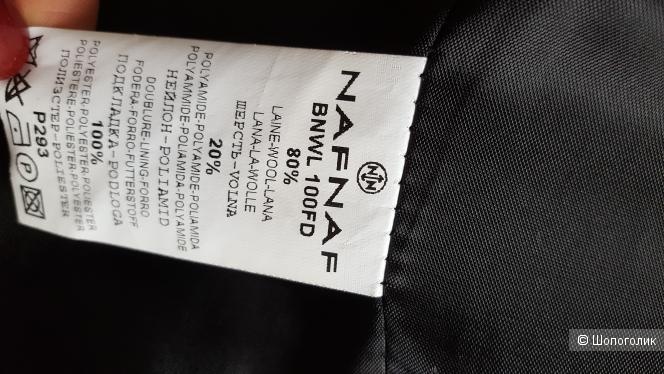 NAFNAF
BNWL 100FD
80%
LAINE-WOOL-LANA
LANA-LA-WOLLE
ШЕРСТЬ-VOLNA
20%
POLYAMIDE-POLYAMIDE-POLIAMIDA
POLYAMMIDE-POLIAMIDA-POLYAMIDE
НЕЙЛОН-POLIAMID
DOUBLURE-LINING-FORRO
FODERA-FORRO-FUTTERSTOFF
ПОДКЛАДКА-PODLOGA
100%
POLYESTER-POLYESTER-POLIESTER
POLIESTERE-POLIESTER-POLYESTER
ПОЛИЭСТЕР-POLIESTER
P293
P
© Шопоголик